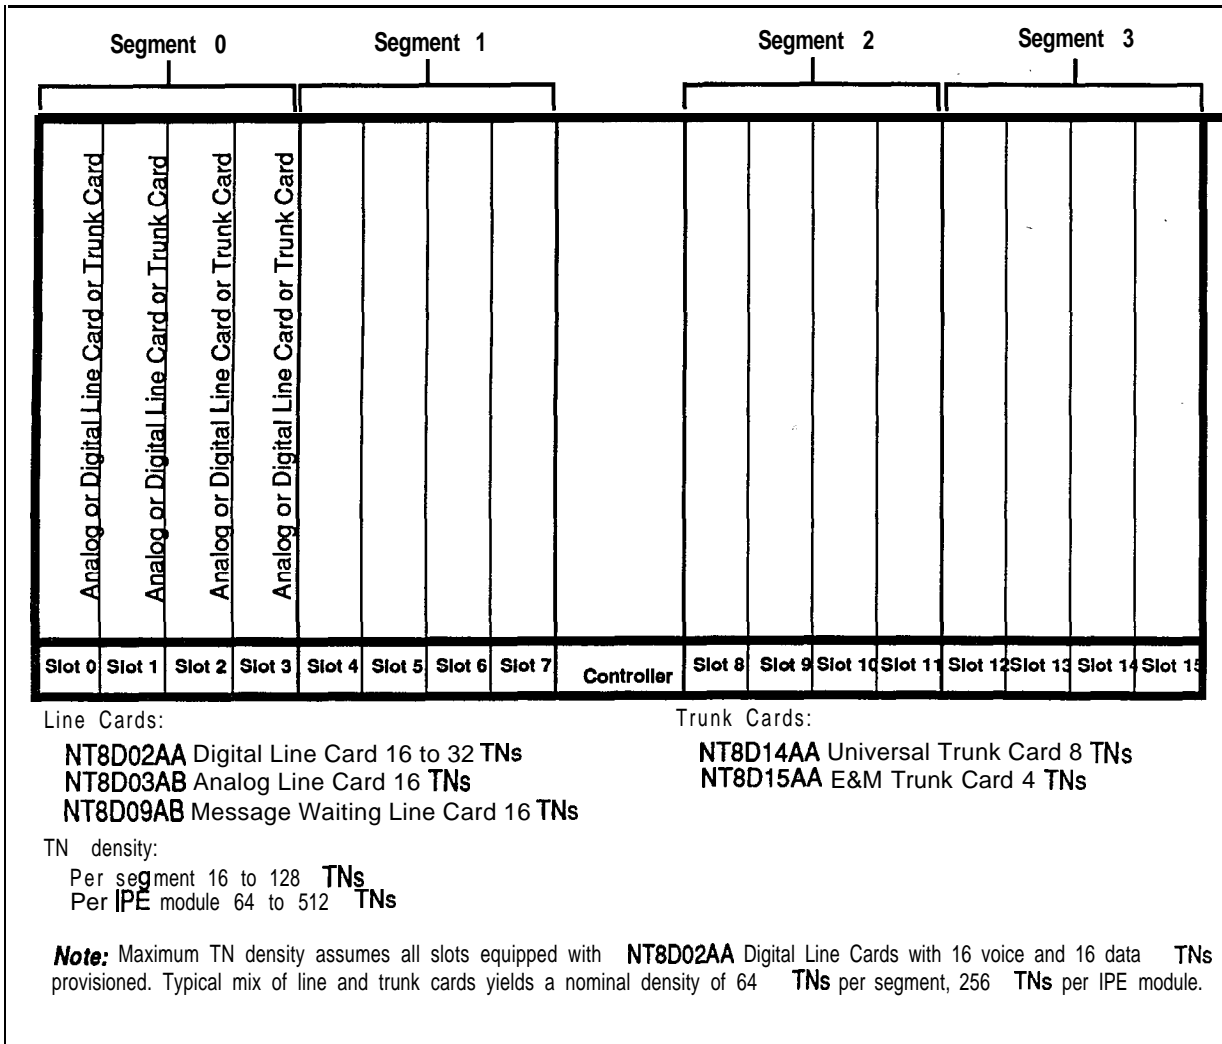 Segment 0 Segment 1 Segment 2 Segment 3
Analog or Digital Line Card or Trunk Card
Analog or Digital Line Card or Trunk Card
Analog or Digital Line Card or Trunk Card
Analog or Digital Line Card or Trunk Card
Slot 0 Slot 1 Slot 2 Slot 3 Slot 4 Slot 5 Slot 6 Slot 7 Controller Slot 8 Slot 9 Slot 10 Slot 11 Slot 12 Slot 13 Slot 14 Slot 15
Line Cards:
NT8D02AA Digital Line Card 16 to 32 TNs
NT8D03AB Analog Line Card 16 TNs
NT8D09AB Message Waiting Line Card 16 TNs
Trunk Cards:
NT8D14AA Universal Trunk Card 8 TNs
NT8D15AA E&M Trunk Card 4 TNs
TN density:
Per segment 16 to 128 TNs
Per IPE module 64 to 512 TNs
Note: Maximum TN density assumes all slots equipped with NT8D02AA Digital Line Cards with 16 voice and 16 data TNs
provisioned. Typical mix of line and trunk cards yields a nominal density of 64 TNs per segment, 256 TNs per IPE module.